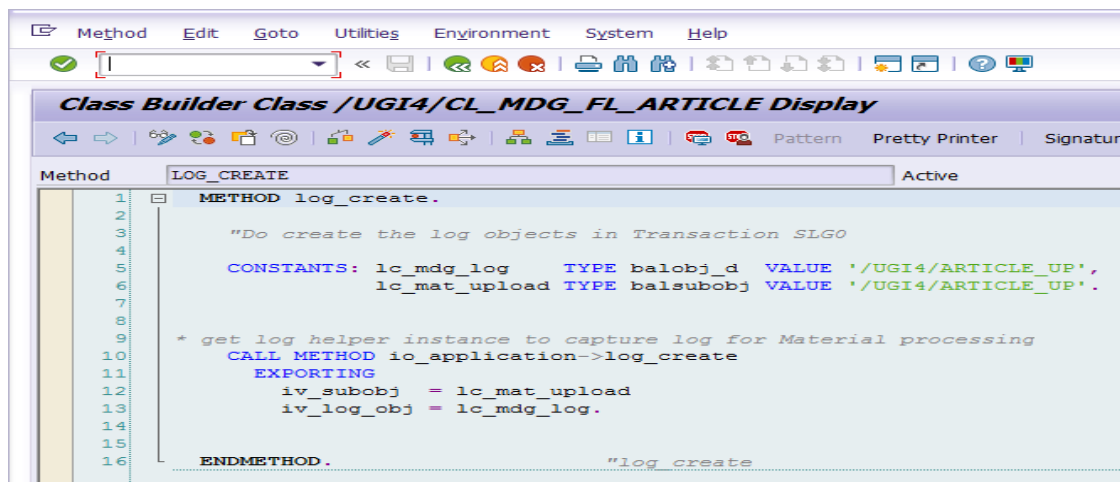 Method Edit Goto Utilities Environment System Help
Class Builder Class /UGI4/CL_MDG_FL_ARTICLE Display
Pattern Pretty Printer Signatur
Method LOG_CREATE Active
1 METHOD log_create.
2
3 "Do create the log objects in Transaction SLG0
4
5 CONSTANTS: lc_mdg_log TYPE balobj_d VALUE '/UGI4/ARTICLE_UP',
6 lc_mat_upload TYPE balsubobj VALUE '/UGI4/ARTICLE_UP'.
7
8
9 * get log helper instance to capture log for Material processing
10 CALL METHOD io_application->log_create
11 EXPORTING
12 iv_subobj = lc_mat_upload
13 iv_log_obj = lc_mdg_log.
14
15
16 ENDMETHOD. "log_create